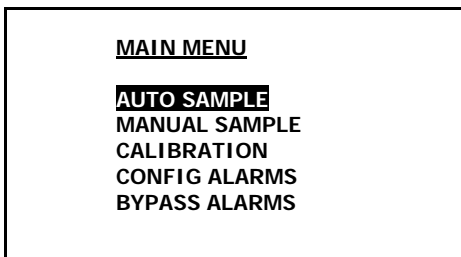 MAIN MENU
AUTO SAMPLE
MANUAL SAMPLE
CALIBRATION
CONFIG ALARMS
BYPASS ALARMS